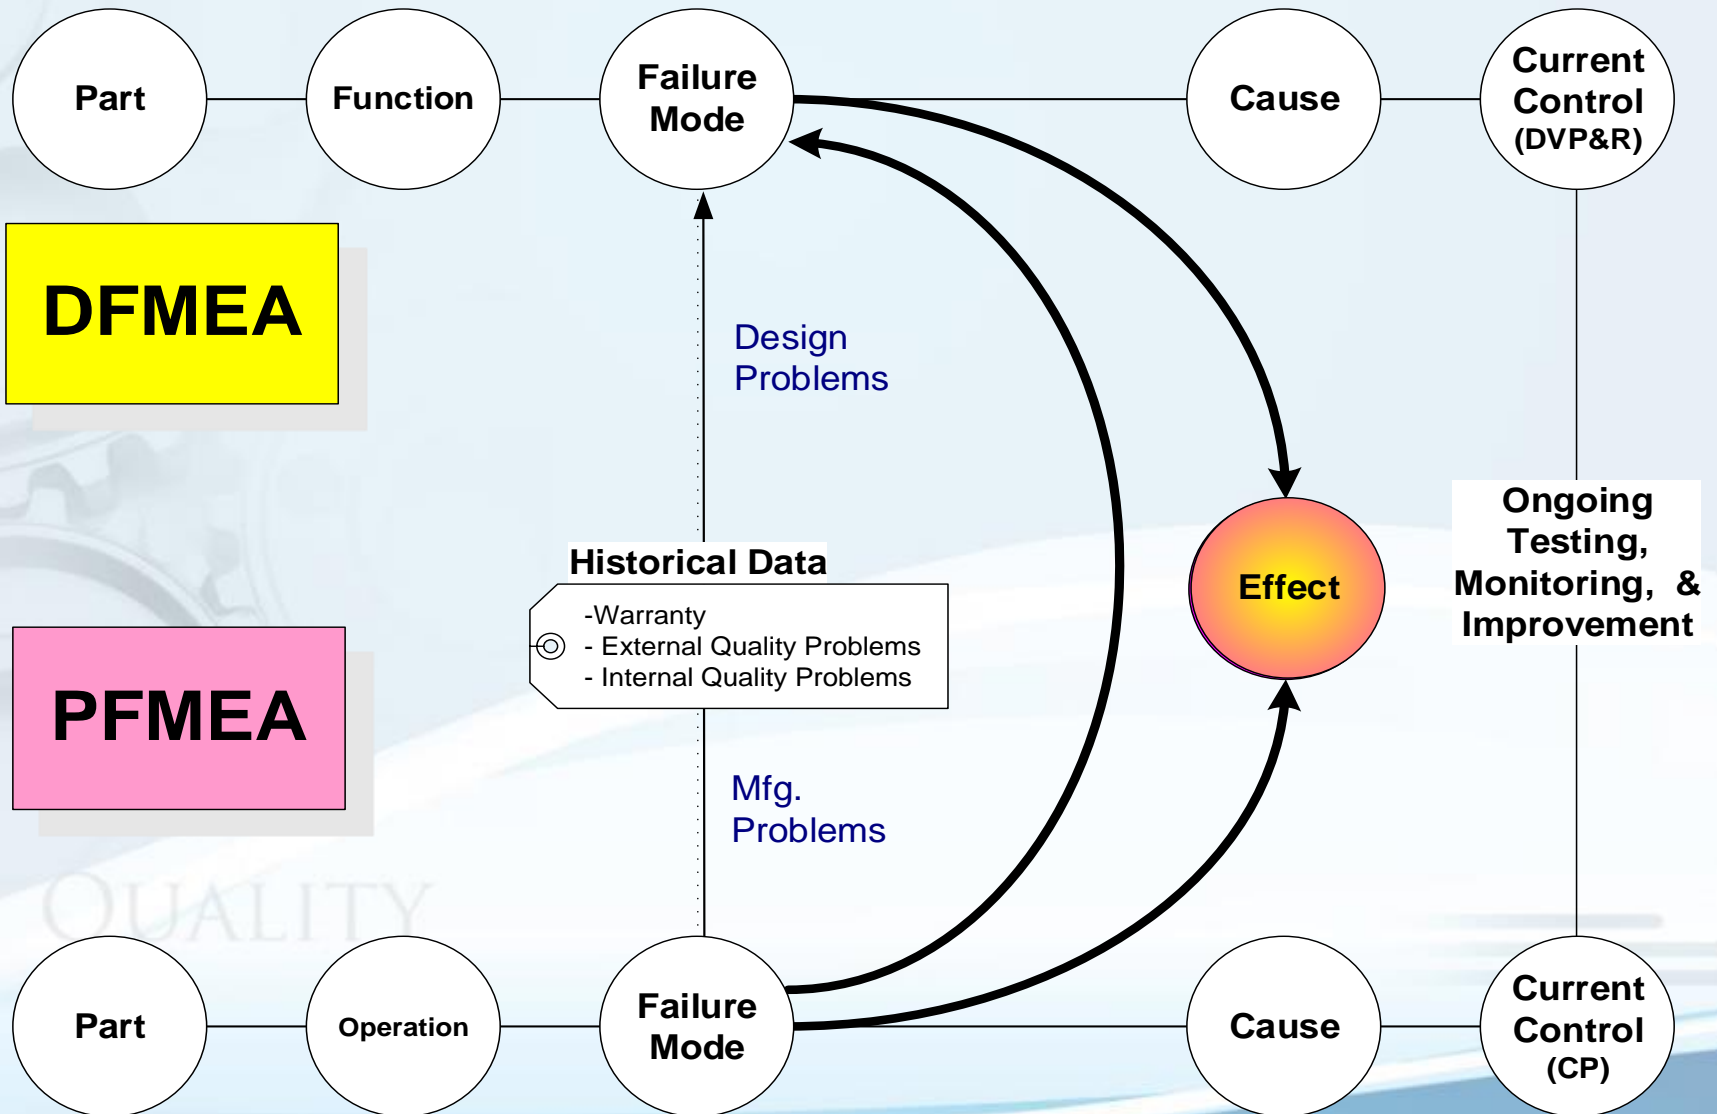 Part
Function
Failure
Mode
Cause
Current
Control
(DVP&R)
DFMEA
Design
Problems
Historical Data
-Warranty
- External Quality Problems
- Internal Quality Problems
Effect
Ongoing
Testing,
Monitoring, &
Improvement
PFMEA
Mfg.
Problems
QUALITY
Part
Operation
Failure
Mode
Cause
Current
Control
(CP)